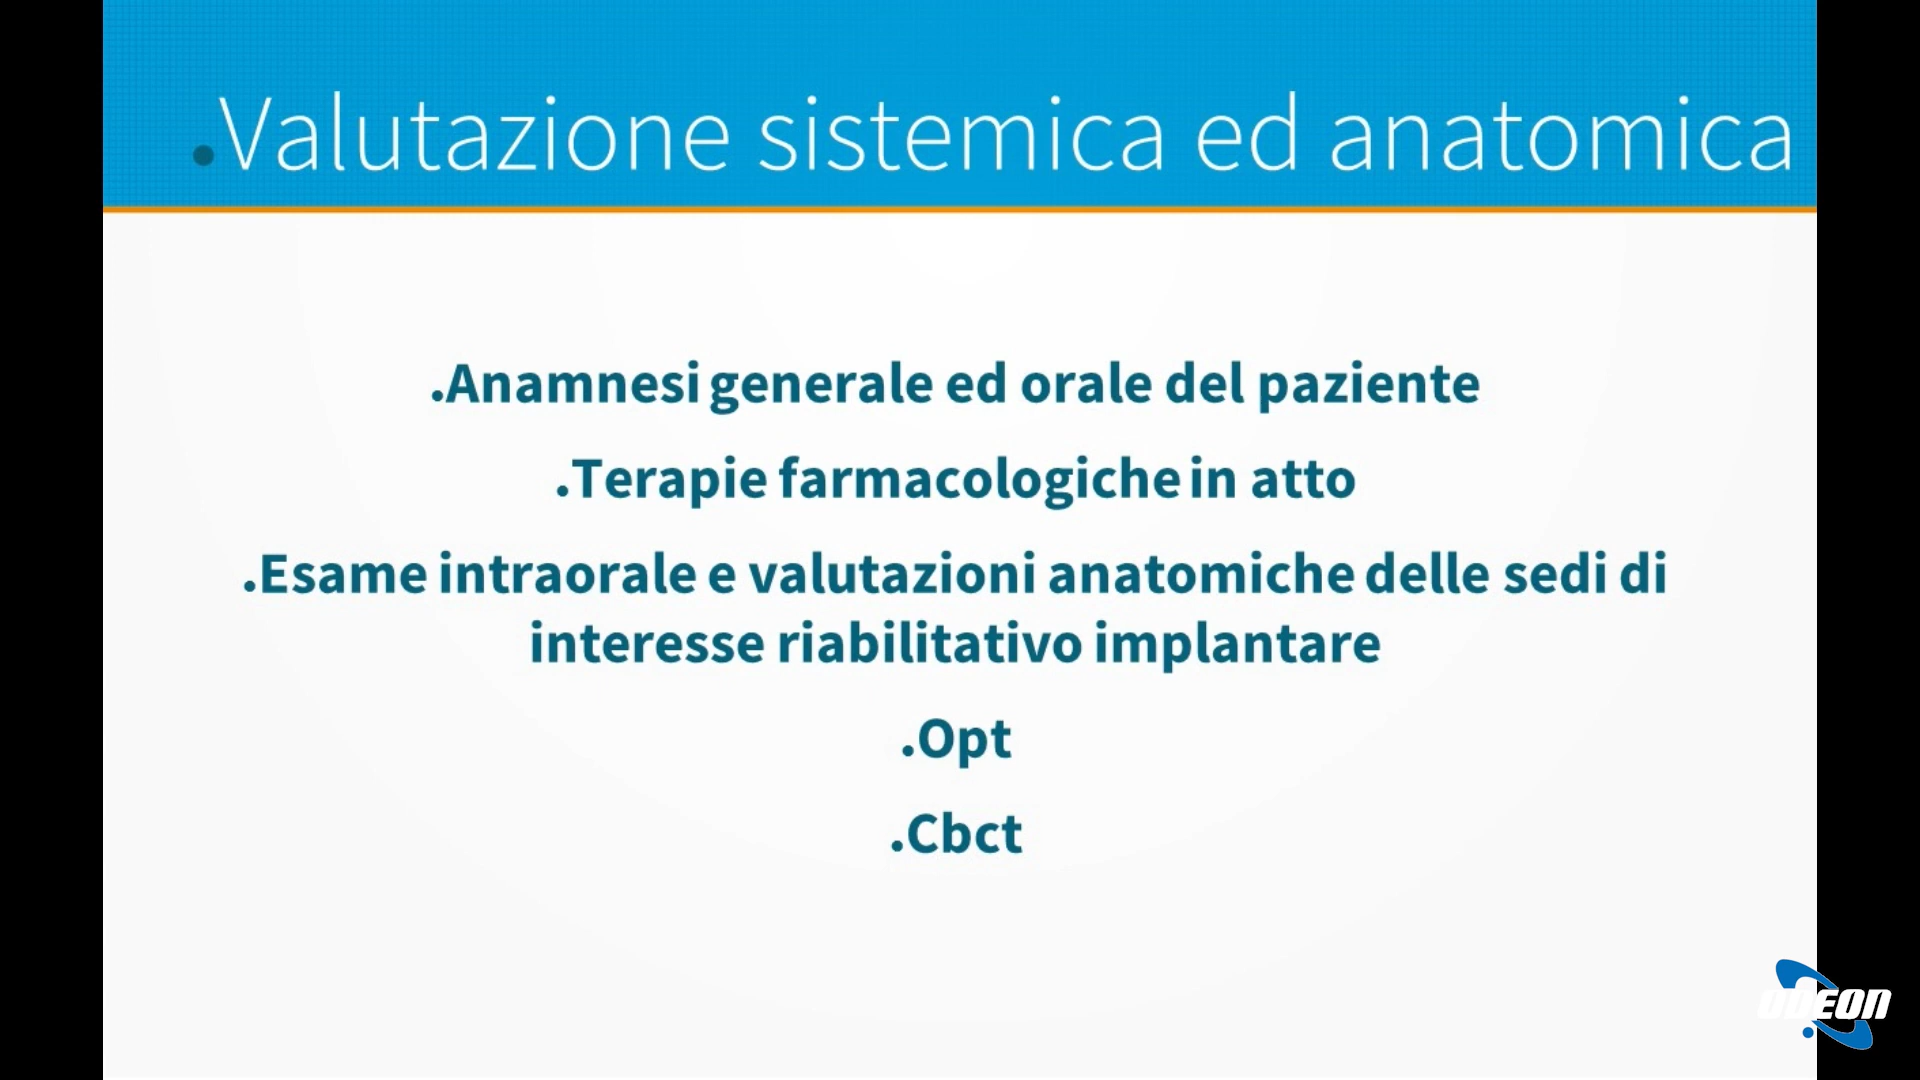 •Valutazione sistemica ed anatomica
•Anamnesi generale ed orale del paziente
•Terapie farmacologiche in atto
•Esame intraorale e valutazioni anatomiche delle sedi di
interesse riabilitativo implantare
•Opt
•Cbct
ODEON